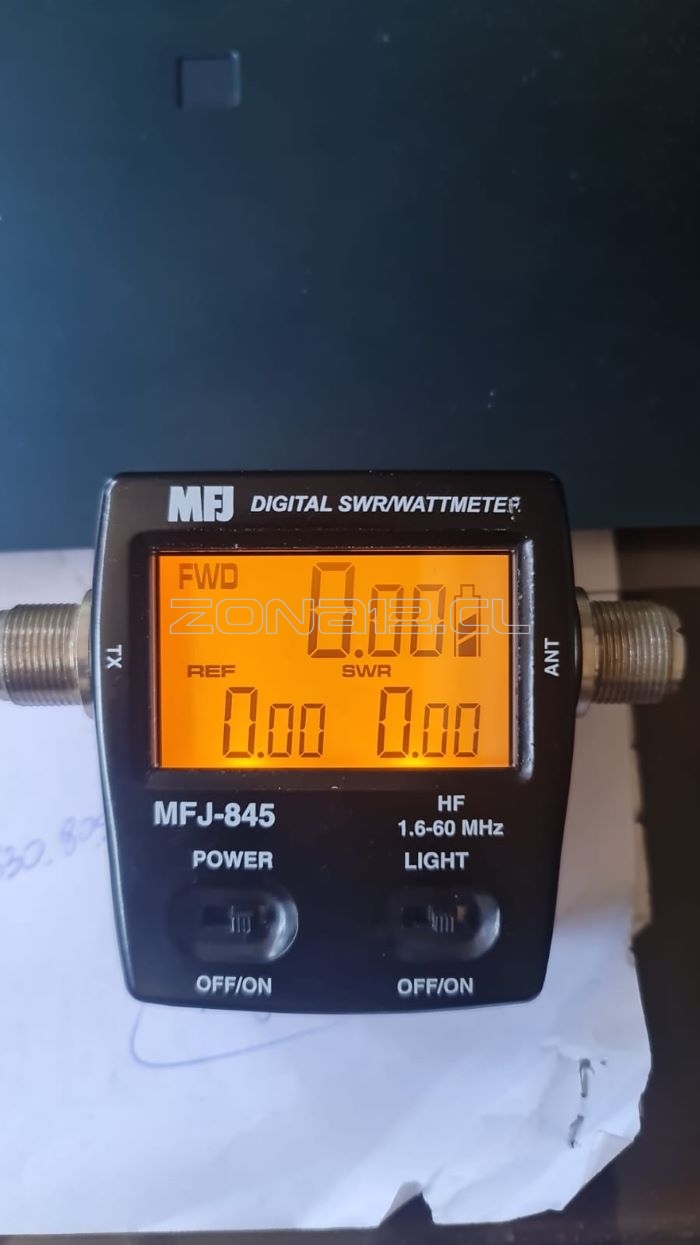 MFJ DIGITAL SWR/WATTMETER
FWD 0.00
ZONA12.CL
REF SWR
0.00 0.00
TX
ANT
MFJ-845
HF
1.6-60 MHz
POWER LIGHT
OFF/ON OFF/ON